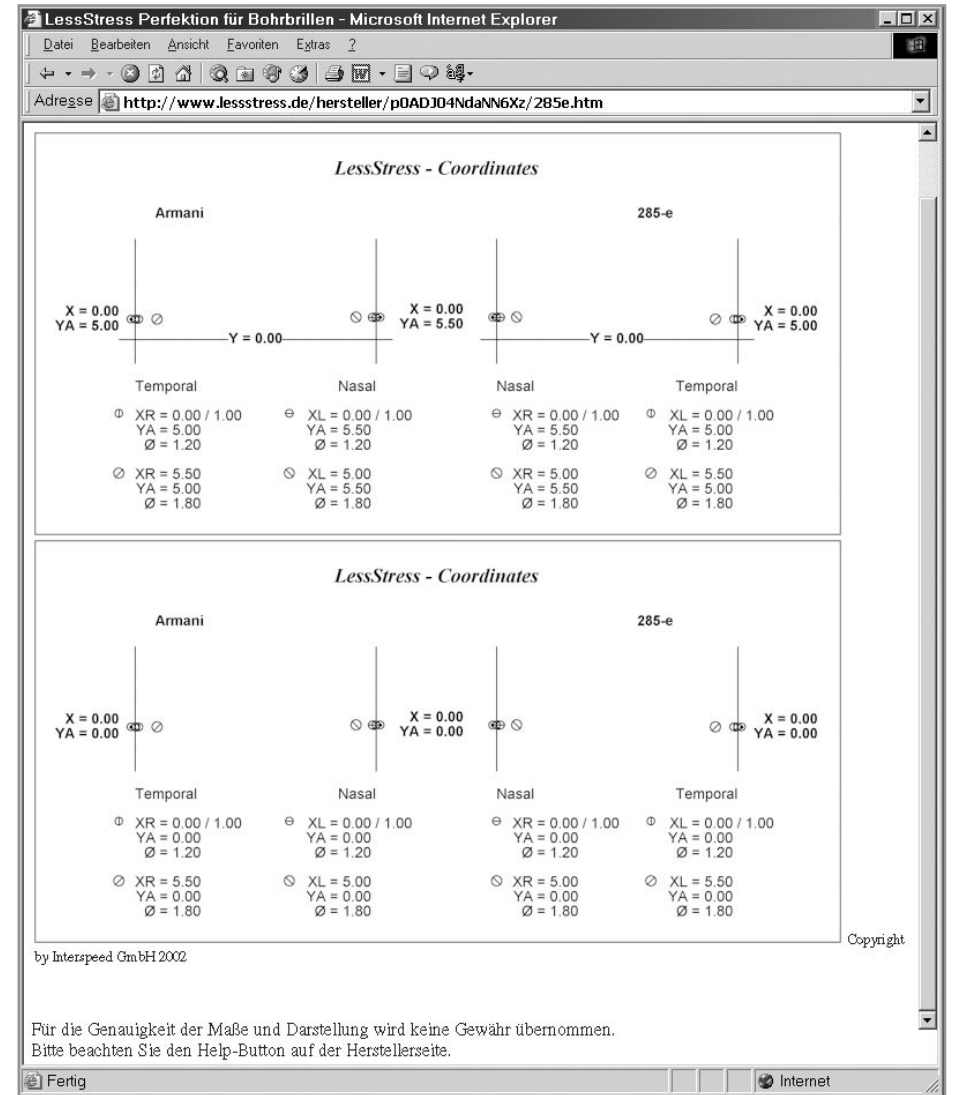 LessStress Perfektion für Bohrbrillen - Microsoft Internet Explorer
Datei Bearbeiten Ansicht Favoriten Extras ?
Adresse http://www.lessstress.de/hersteller/p0ADJ04NdaNN6Xz/285e.htm
LessStress - Coordinates
Armani 285-e
X = 0.00 X = 0.00 X = 0.00
YA = 5.00 YA = 5.50 YA = 5.00
Y = 0.00 Y = 0.00
Temporal Nasal Nasal Temporal
XR = 0.00 / 1.00 XL = 0.00 / 1.00 XR = 0.00 / 1.00 XL = 0.00 / 1.00
YA = 5.00 YA = 5.50 YA = 5.50 YA = 5.00
Ø = 1.20 Ø = 1.20 Ø = 1.20 Ø = 1.20
XR = 5.50 XL = 5.00 XR = 5.00 XL = 5.50
YA = 5.00 YA = 5.50 YA = 5.50 YA = 5.00
Ø = 1.80 Ø = 1.80 Ø = 1.80 Ø = 1.80
LessStress - Coordinates
Armani 285-e
X = 0.00 X = 0.00 X = 0.00
YA = 0.00 YA = 0.00 YA = 0.00
Temporal Nasal Nasal Temporal
XR = 0.00 / 1.00 XL = 0.00 / 1.00 XR = 0.00 / 1.00 XL = 0.00 / 1.00
YA = 0.00 YA = 0.00 YA = 0.00 YA = 0.00
Ø = 1.20 Ø = 1.20 Ø = 1.20 Ø = 1.20
XR = 5.50 XL = 5.00 XR = 5.00 XL = 5.50
YA = 0.00 YA = 0.00 YA = 0.00 YA = 0.00
Ø = 1.80 Ø = 1.80 Ø = 1.80 Ø = 1.80
Copyright
by Interspeed GmbH 2002
Für die Genauigkeit der Maße und Darstellung wird keine Gewähr übernommen.
Bitte beachten Sie den Help-Button auf der Herstellerseite.
Fertig Internet